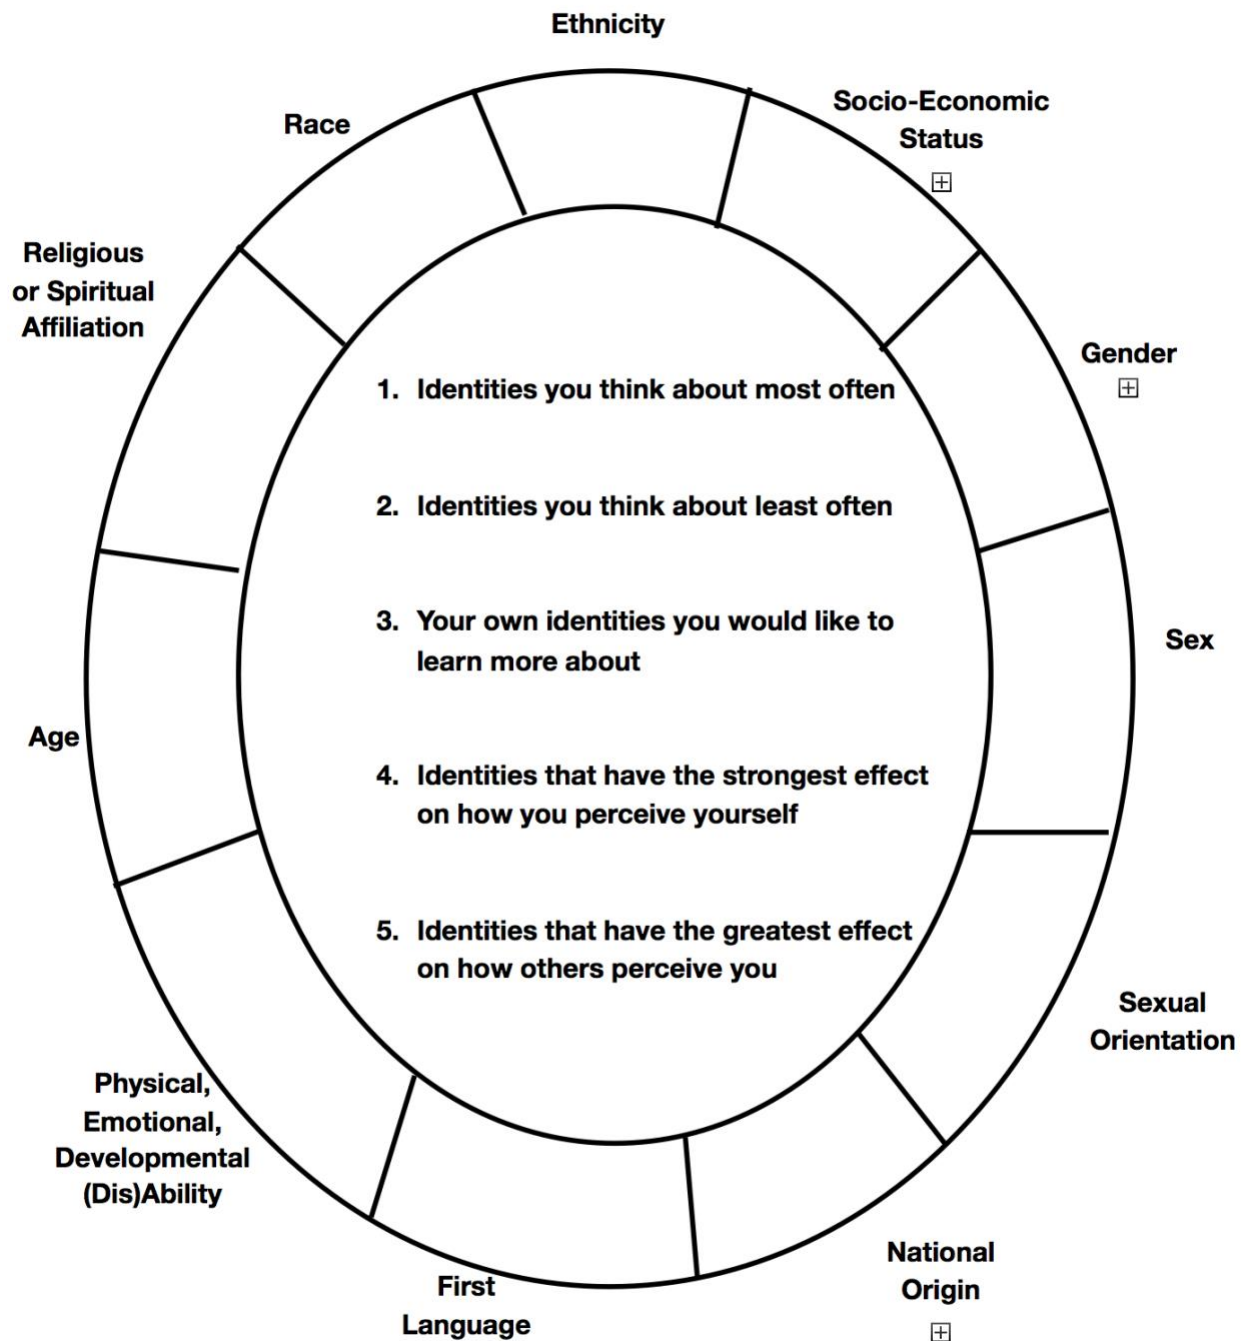 Ethnicity
Socio-Economic
Status
Race
Religious
or Spiritual
Affiliation
Gender
1. Identities you think about most often
2. Identities you think about least often
3. Your own identities you would like to
learn more about
Sex
Age
4. Identities that have the strongest effect
on how you perceive yourself
5. Identities that have the greatest effect
on how others perceive you
Sexual
Orientation
Physical,
Emotional,
Developmental
(Dis)Ability
National
Origin
First
Language